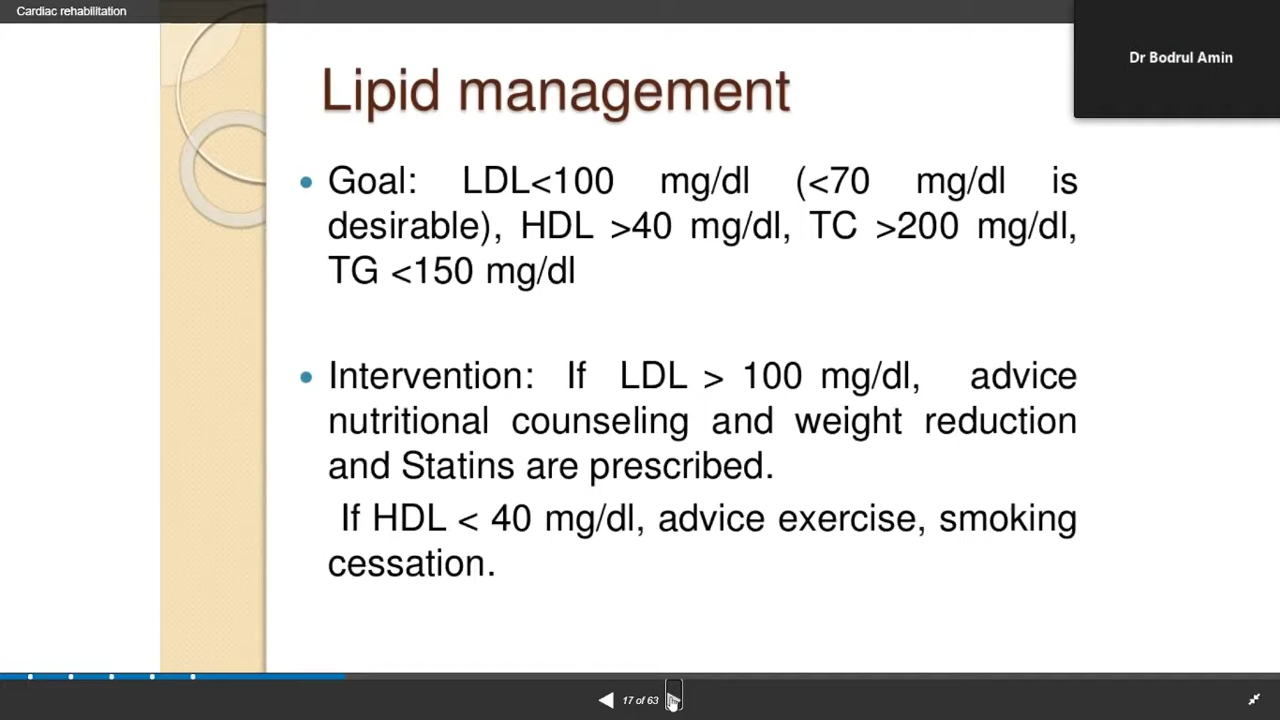 Cardiac rehabilitation
Dr Bodrul Amin
Lipid management
• Goal: LDL<100 mg/dl (<70 mg/dl is
desirable), HDL >40 mg/dl, TC >200 mg/dl,
TG <150 mg/dl
• Intervention: If LDL > 100 mg/dl, advice
nutritional counseling and weight reduction
and Statins are prescribed.
If HDL < 40 mg/dl, advice exercise, smoking
cessation.
17 of 63